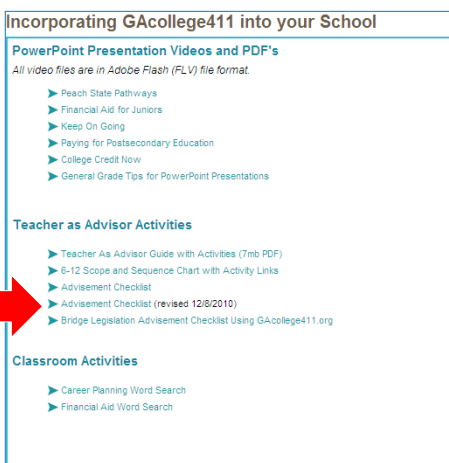 Incorporating GAcollege411 into your School
PowerPoint Presentation Videos and PDF's
All video files are in Adobe Flash (FLV) file format.
Peach State Pathways
Financial Aid for Juniors
Keep On Going
Paying for Postsecondary Education
College Credit Now
General Grade Tips for PowerPoint Presentations
Teacher as Advisor Activities
Teacher As Advisor Guide with Activities (7mb PDF)
6-12 Scope and Sequence Chart with Activity Links
Advisement Checklist
Advisement Checklist (revised 12/8/2010)
Bridge Legislation Advisement Checklist Using GAcollege411.org
Classroom Activities
Career Planning Word Search
Financial Aid Word Search